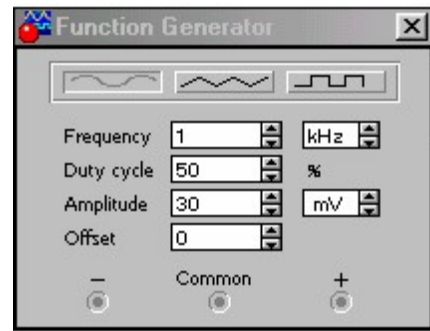 Function Generator
Frequency 1 kHz
Duty cycle 50 %
Amplitude 30 mV
Offset 0
− Common +